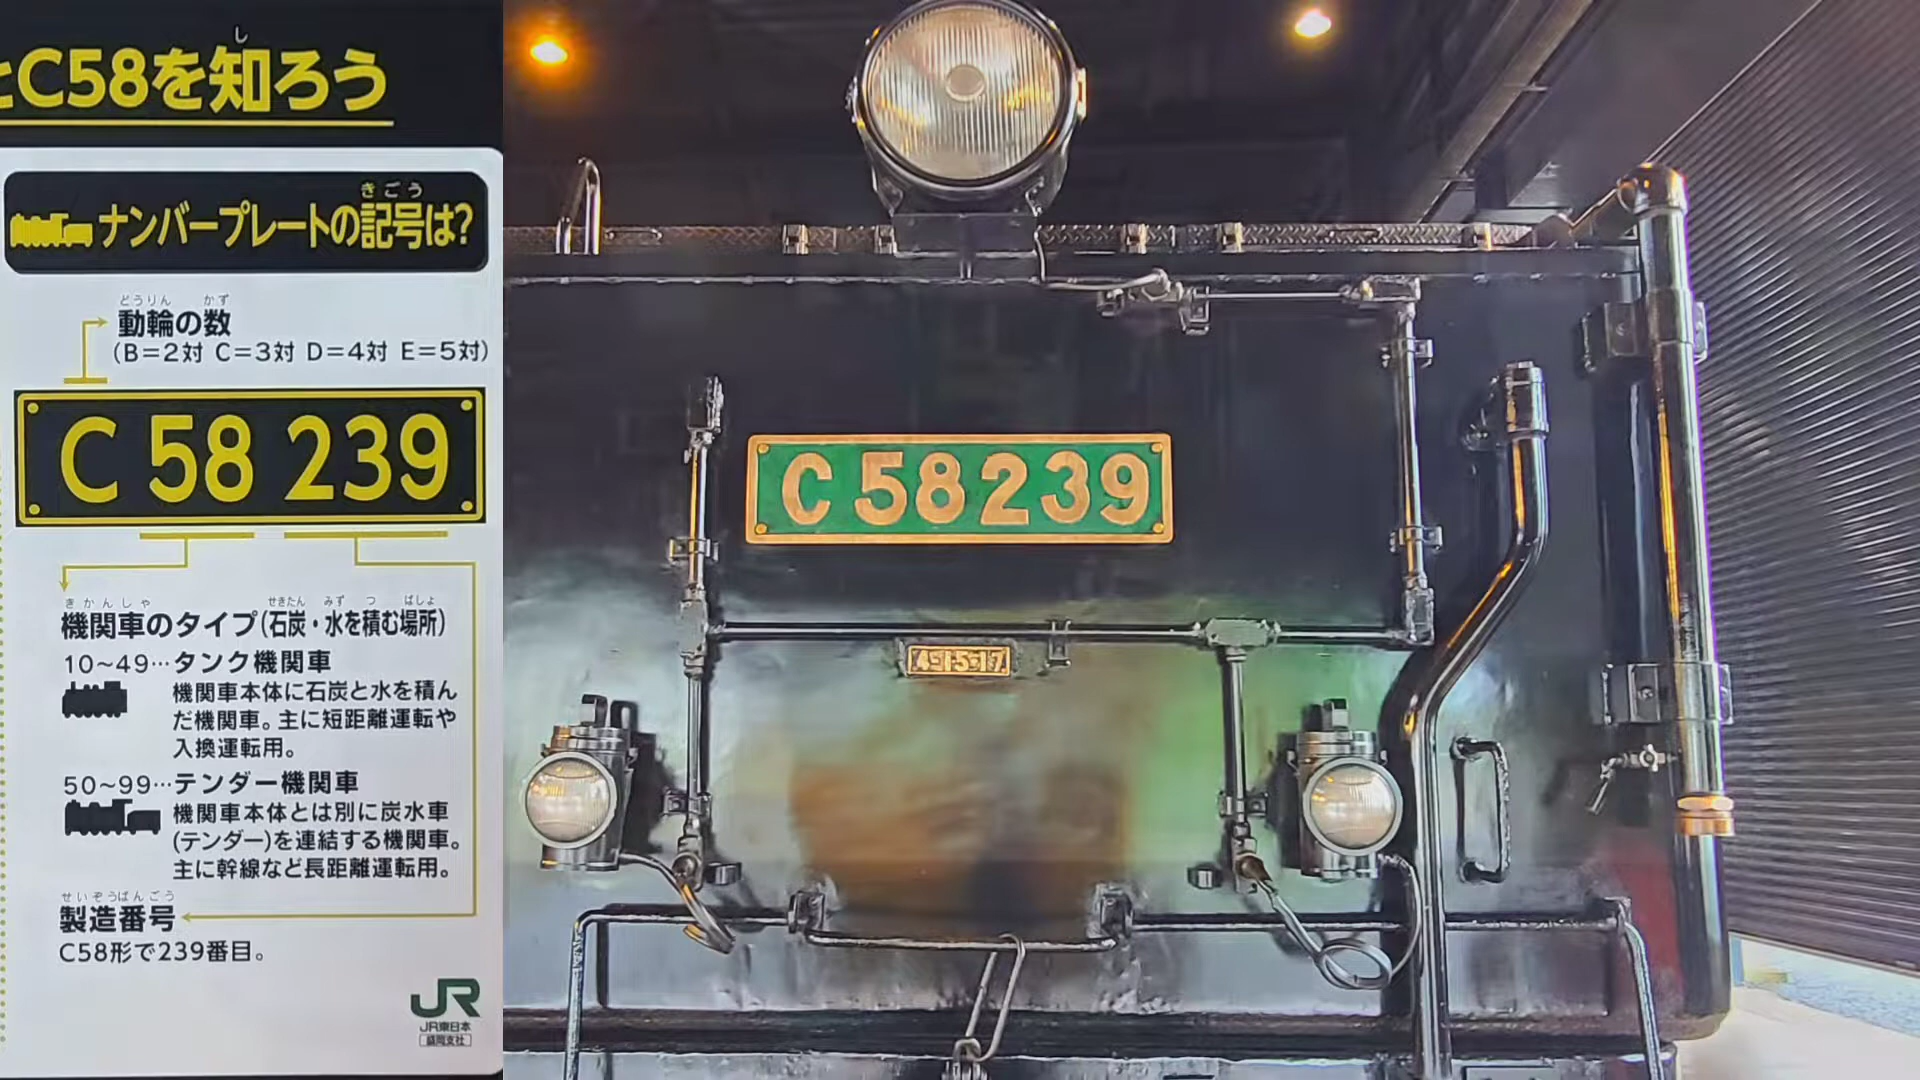 とC58を知ろう
し
ナンバープレートの記号は?
きごう
どうりん かず
動輪の数
(B=2対 C=3対 D=4対 E=5対)
C 58 239
きかんしゃ せきたん みず つ ばしょ
機関車のタイプ(石炭・水を積む場所)
10~49…タンク機関車
機関車本体に石炭と水を積ん
だ機関車。主に短距離運転や
入換運転用。
50~99…テンダー機関車
機関車本体とは別に炭水車
(テンダー)を連結する機関車。
主に幹線など長距離運転用。
せいぞうばんごう
製造番号
C58形で239番目。
JR
JR東日本
盛岡支社
C58239
4-15-17